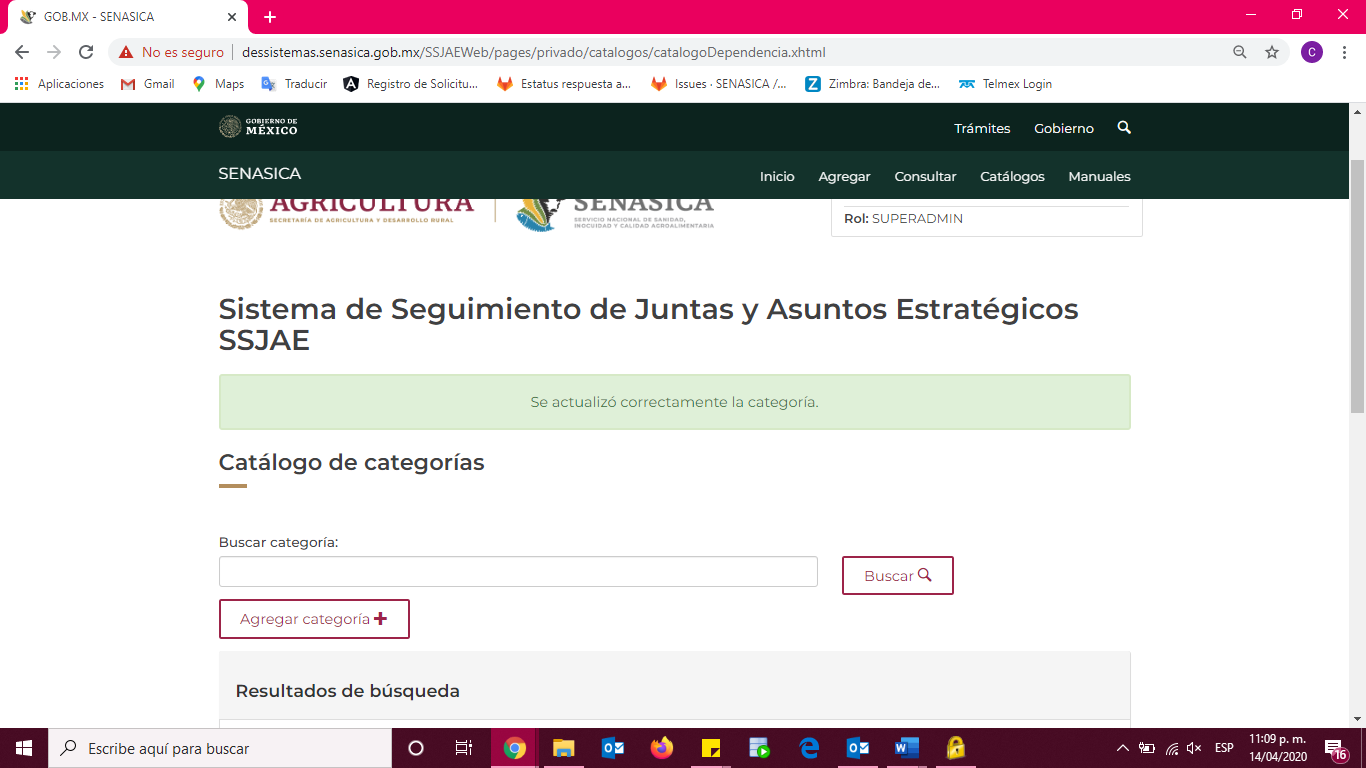 GOB.MX - SENASICA
No es seguro
dessistemas.senasica.gob.mx/SSJAEWeb/pages/privado/catalogos/catalogoDependencia.xhtml
C
Aplicaciones
Gmail
Maps
Traducir
Registro de Solicitu...
Estatus respuesta a...
Issues · SENASICA /...
Zimbra: Bandeja de...
Telmex Login
GOBIERNO DE
MÉXICO
Trámites
Gobierno
SENASICA
Inicio
Agregar
Consultar
Catálogos
Manuales
AGRICULTURA
SECRETARÍA DE AGRICULTURA Y DESARROLLO RURAL
SENASICA
SERVICIO NACIONAL DE SANIDAD,
INOCUIDAD Y CALIDAD AGROALIMENTARIA
Rol: SUPERADMIN
Sistema de Seguimiento de Juntas y Asuntos Estratégicos
SSJAE
Se actualizó correctamente la categoría.
Catálogo de categorías
Buscar categoría:
Buscar
Agregar categoría
Resultados de búsqueda
Escribe aquí para buscar
ESP
11:09 p. m.
14/04/2020
16